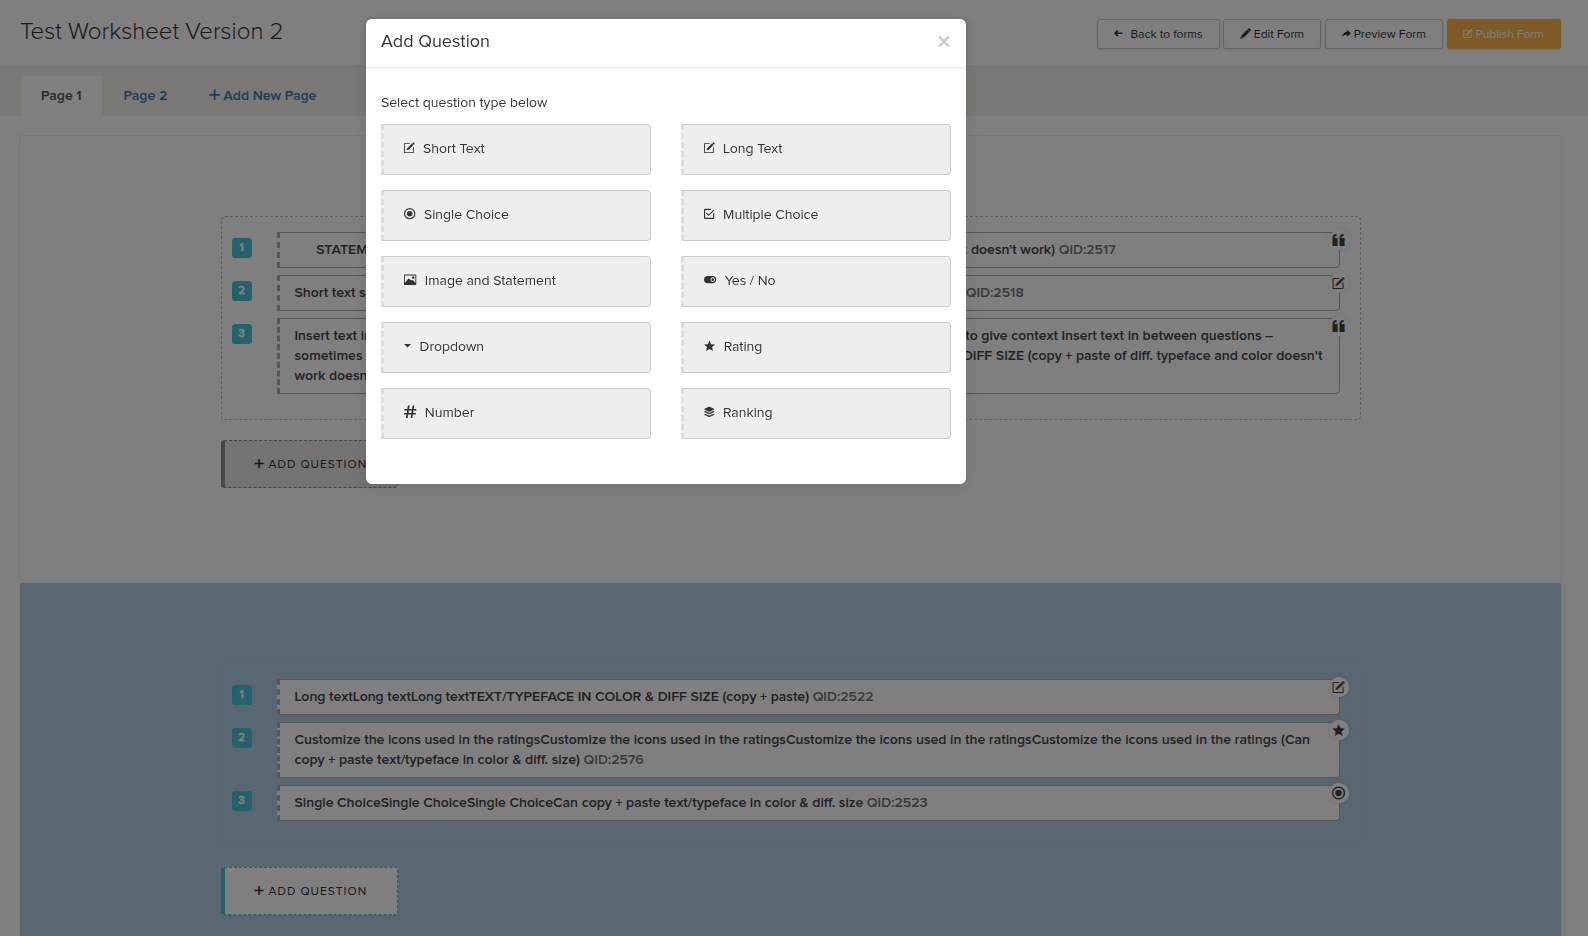 Test Worksheet Version 2
Add Question
×
Back to forms
Edit Form
Preview Form
Publish Form
Page 1
Page 2
+ Add New Page
Select question type below
Short Text
Long Text
Single Choice
Multiple Choice
Image and Statement
Yes / No
Dropdown
Rating
# Number
Ranking
1
STATEM
doesn't work) QID:2517
2
Short text s
QID:2518
3
Insert text i
to give context Insert text in between questions –
sometimes
DIFF SIZE (copy + paste of diff. typeface and color doesn't
work doesn
+ ADD QUESTION
1
Long textLong textLong textTEXT/TYPEFACE IN COLOR & DIFF SIZE (copy + paste) QID:2522
2
Customize the icons used in the ratingsCustomize the icons used in the ratingsCustomize the icons used in the ratingsCustomize the icons used in the ratings (Can
copy + paste text/typeface in color & diff. size) QID:2576
3
Single ChoiceSingle ChoiceSingle ChoiceCan copy + paste text/typeface in color & diff. size QID:2523
+ ADD QUESTION